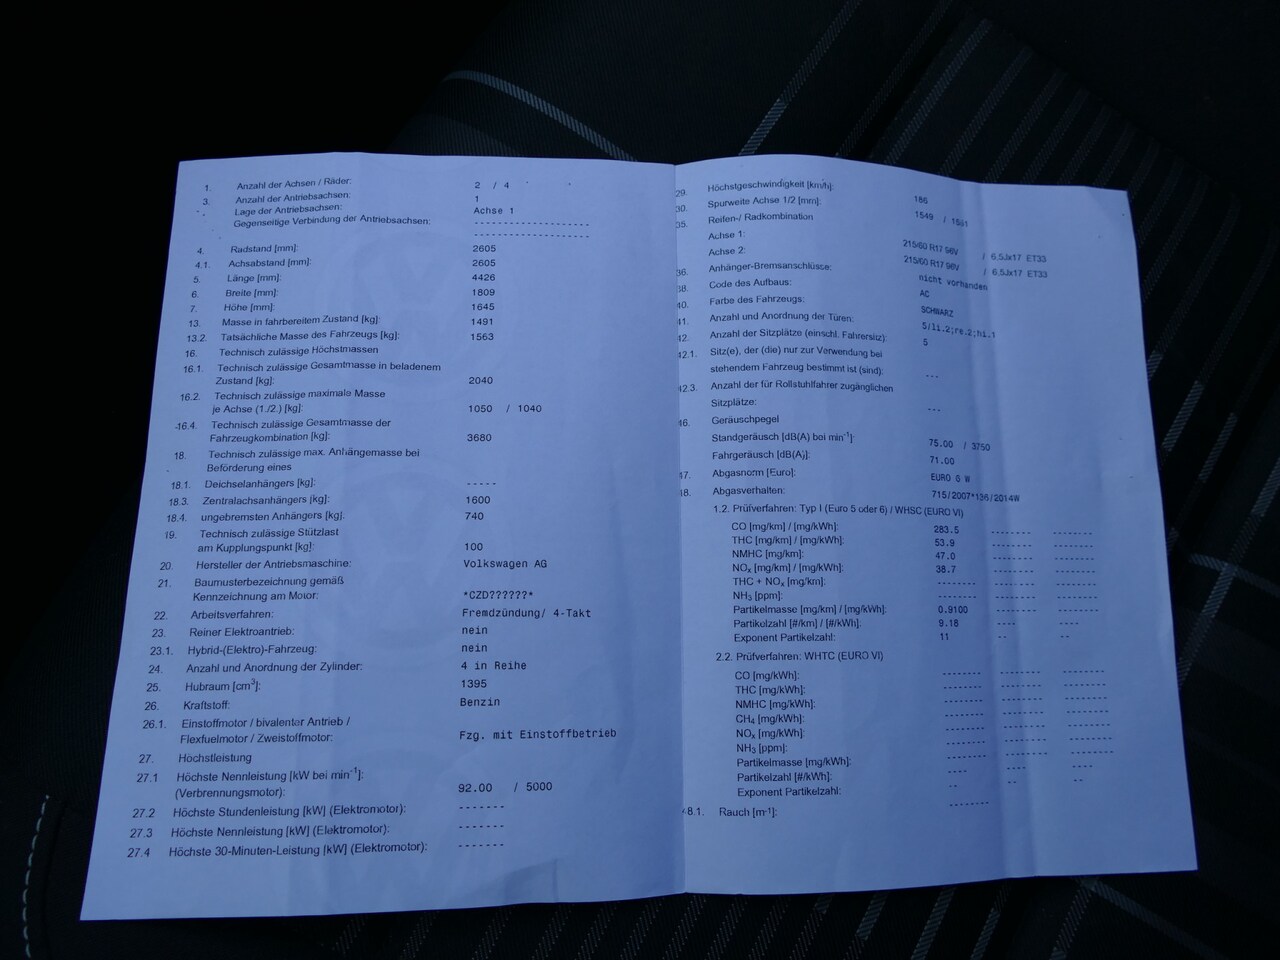 1. Anzahl der Achsen / Räder: 2 / 4
3. Anzahl der Antriebsachsen: 1
Lage der Antriebsachsen: Achse 1
Gegenseitige Verbindung der Antriebsachsen: ------------------
------------------
4. Radstand [mm]: 2605
4.1. Achsabstand [mm]: 2605
5. Länge [mm]: 4426
6. Breite [mm]: 1809
7. Höhe [mm]: 1645
13. Masse in fahrbereitem Zustand [kg]: 1491
13.2. Tatsächliche Masse des Fahrzeugs [kg]: 1563
16. Technisch zulässige Höchstmassen
16.1. Technisch zulässige Gesamtmasse in beladenem
Zustand [kg]: 2040
16.2. Technisch zulässige maximale Masse
je Achse (1./2.) [kg]: 1050 / 1040
16.4. Technisch zulässige Gesamtmasse der
Fahrzeugkombination [kg]: 3680
18. Technisch zulässige max. Anhängemasse bei
Beförderung eines
18.1. Deichselanhängers [kg]: -----
18.3. Zentralachsanhängers [kg]: 1600
18.4. ungebremsten Anhängers [kg]: 740
19. Technisch zulässige Stützlast
am Kupplungspunkt [kg]: 100
20. Hersteller der Antriebsmaschine: Volkswagen AG
21. Baumusterbezeichnung gemäß
Kennzeichnung am Motor: *CZD??????*
22. Arbeitsverfahren: Fremdzündung/ 4-Takt
23. Reiner Elektroantrieb: nein
23.1. Hybrid-(Elektro)-Fahrzeug: nein
24. Anzahl und Anordnung der Zylinder: 4 in Reihe
25. Hubraum [cm³]: 1395
26. Kraftstoff: Benzin
26.1. Einstoffmotor / bivalenter Antrieb /
Flexfuelmotor / Zweistoffmotor: Fzg. mit Einstoffbetrieb
27. Höchstleistung
27.1 Höchste Nennleistung [kW bei min⁻¹]:
(Verbrennungsmotor): 92.00 / 5000
27.2 Höchste Stundenleistung [kW] (Elektromotor): -------
27.3 Höchste Nennleistung [kW] (Elektromotor): -------
27.4 Höchste 30-Minuten-Leistung [kW] (Elektromotor): -------
29. Höchstgeschwindigkeit [km/h]: 186
30. Spurweite Achse 1/2 [mm]: 1549 /
35. Reifen-/ Radkombination
Achse 1: 215/60 R17 96V / 6,5Jx17 ET33
Achse 2: 215/60 R17 96V / 6,5Jx17 ET33
36. Anhänger-Bremsanschlüsse: nicht vorhanden
38. Code des Aufbaus: AC
40. Farbe des Fahrzeugs: SCHWARZ
41. Anzahl und Anordnung der Türen: 5/li.2;re.2;hi.1
42. Anzahl der Sitzplätze (einschl. Fahrersitz): 5
42.1. Sitz(e), der (die) nur zur Verwendung bei
stehendem Fahrzeug bestimmt ist (sind): ---
42.3. Anzahl der für Rollstuhlfahrer zugänglichen
Sitzplätze: ---
46. Geräuschpegel
Standgeräusch [dB(A) bei min⁻¹]: 75.00 / 3750
Fahrgeräusch [dB(A)]: 71.00
47. Abgasnorm [Euro]: EURO 6 W
48. Abgasverhalten: 715/2007*136/2014W
1.2. Prüfverfahren: Typ I (Euro 5 oder 6) / WHSC (EURO VI)
CO [mg/km] / [mg/kWh]: 283.5 ------- -------
THC [mg/km] / [mg/kWh]: 53.9 ------- -------
NMHC [mg/km]: 47.0 ------- -------
NOₓ [mg/km] / [mg/kWh]: 38.7 ------- -------
THC + NOₓ [mg/km]: ------- ------- -------
NH₃ [ppm]: ------- ------- -------
Partikelmasse [mg/km] / [mg/kWh]: 0.9100 ------- -------
Partikelzahl [#/km] / [#/kWh]: 9.18 ---- ----
Exponent Partikelzahl: 11 -- --
2.2. Prüfverfahren: WHTC (EURO VI)
CO [mg/kWh]: ------- ------- -------
THC [mg/kWh]: ------- ------- -------
NMHC [mg/kWh]: ------- ------- -------
CH₄ [mg/kWh]: ------- ------- -------
NOₓ [mg/kWh]: ------- ------- -------
NH₃ [ppm]: ------- ------- -------
Partikelmasse [mg/kWh]: ------- ------- -------
Partikelzahl [#/kWh]: ---- ---- ----
Exponent Partikelzahl: -- -- --
48.1. Rauch [m⁻¹]: -------